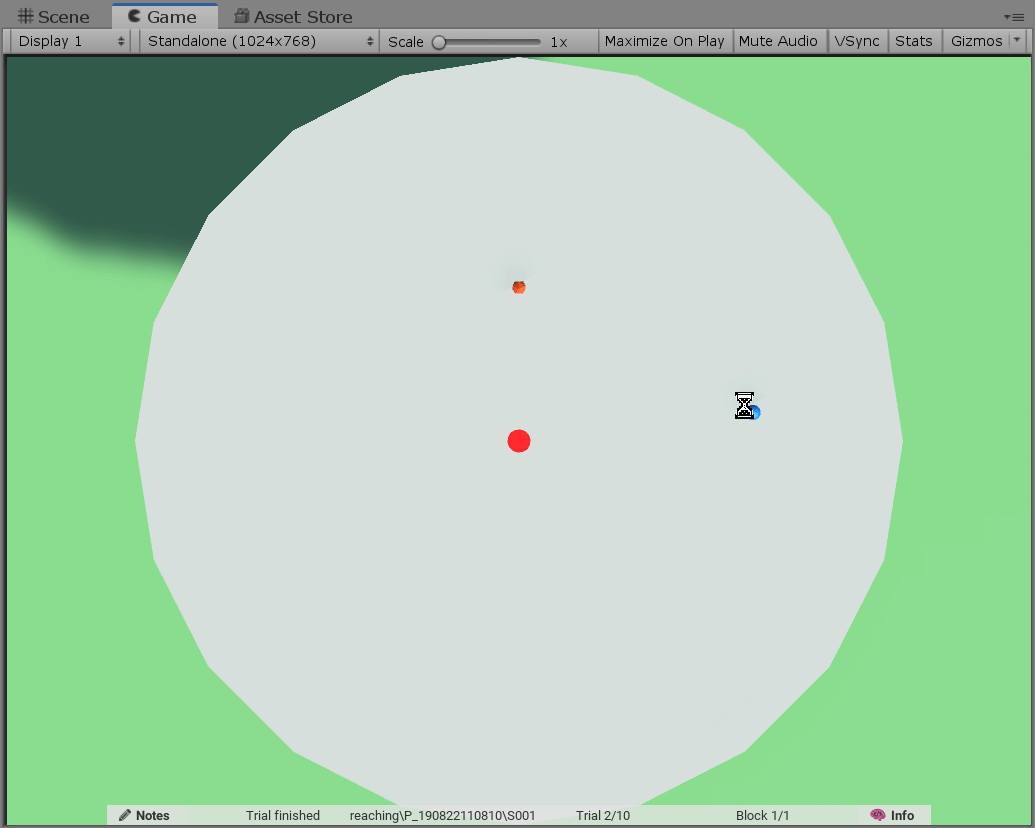 Scene Game Asset Store
Display 1 Standalone (1024x768) Scale 1x Maximize On Play Mute Audio VSync Stats Gizmos
Notes Trial finished reaching\P_190822110810\S001 Trial 2/10 Block 1/1 Info